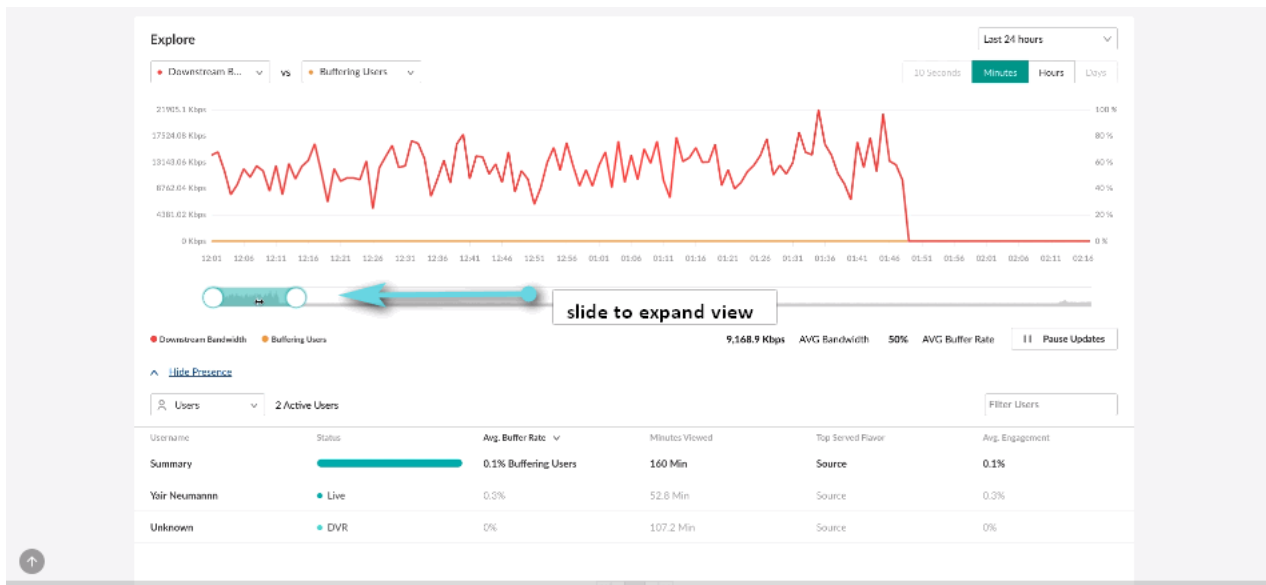 Explore
Last 24 hours
Downstream B... vs Buffering Users
10 Seconds Minutes Hours Days
21905.1 Kbps 100 %
17524.08 Kbps 80 %
13143.06 Kbps 60 %
8762.04 Kbps 40 %
4381.02 Kbps 20 %
0 Kbps 0 %
12:01 12:06 12:11 12:16 12:21 12:26 12:31 12:36 12:41 12:46 12:51 12:56 01:01 01:06 01:11 01:16 01:21 01:26 01:31 01:36 01:41 01:46 01:51 01:56 02:01 02:06 02:11 02:16
slide to expand view
Downstream Bandwidth Buffering Users 9,168.9 Kbps AVG Bandwidth 50% AVG Buffer Rate Pause Updates
Hide Presence
Users 2 Active Users Filter Users
Username Status Avg. Buffer Rate Minutes Viewed Top Served Flavor Avg. Engagement
Summary 0.1% Buffering Users 160 Min Source 0.1%
Yair Neumannn Live 0.3% 52.8 Min Source 0.3%
Unknown DVR 0% 107.2 Min Source 0%